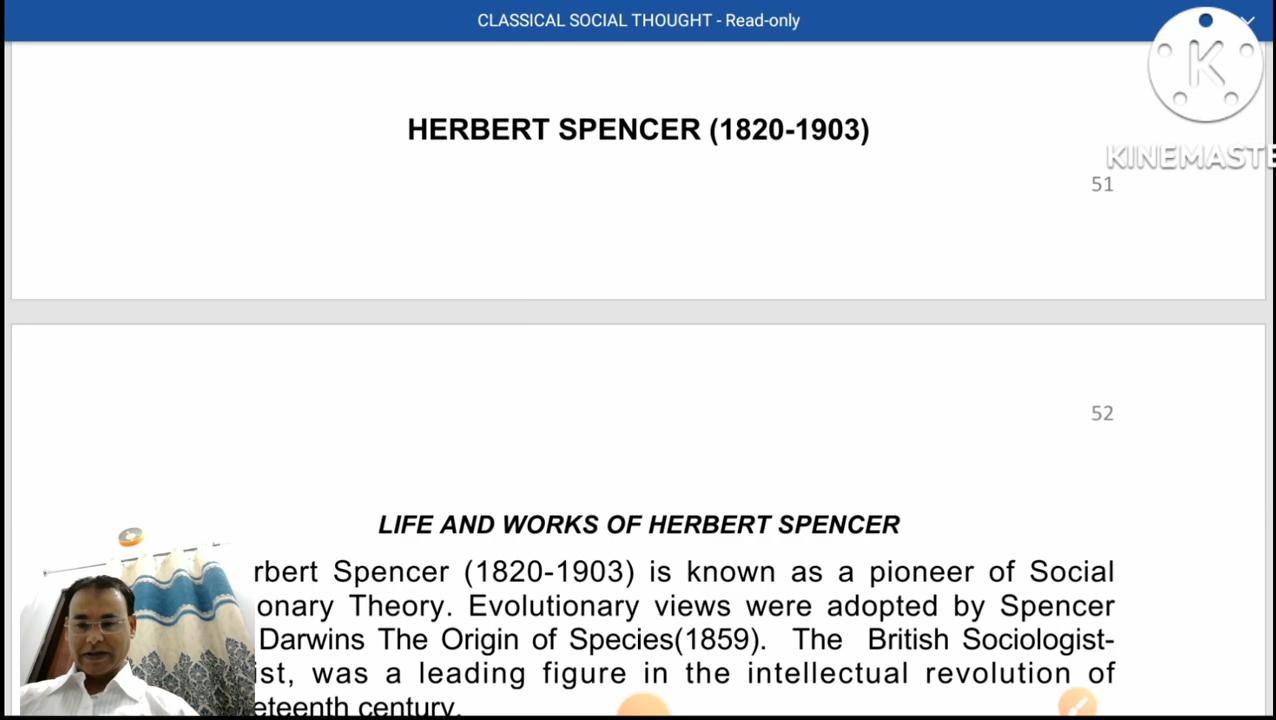 CLASSICAL SOCIAL THOUGHT - Read-only
K
KINEMASTE
HERBERT SPENCER (1820-1903)
51
52
LIFE AND WORKS OF HERBERT SPENCER
rbert Spencer (1820-1903) is known as a pioneer of Social
onary Theory. Evolutionary views were adopted by Spencer
Darwins The Origin of Species(1859). The British Sociologist-
ist, was a leading figure in the intellectual revolution of
eteenth century.